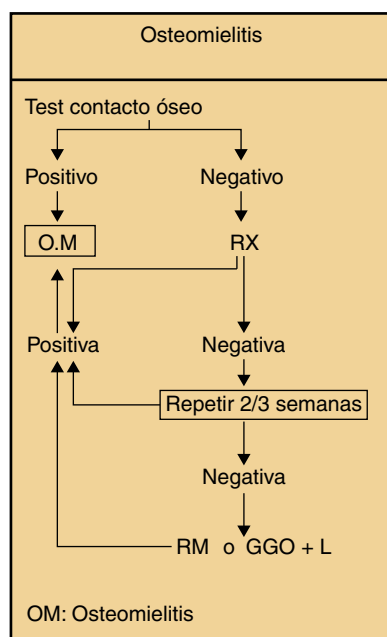 Osteomielitis
Test contacto óseo
Positivo Negativo
O.M RX
Positiva Negativa
Repetir 2/3 semanas
Negativa
RM o GGO + L
OM: Osteomielitis